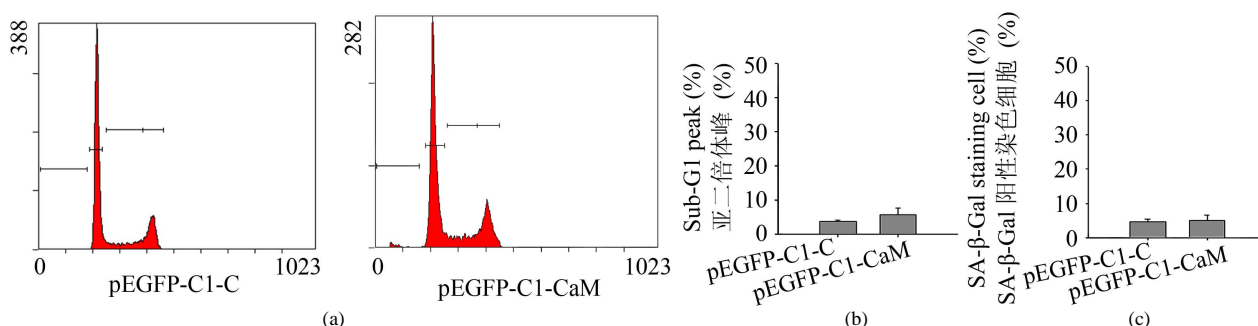 388
0
1023
pEGFP-C1-C
282
0
1023
pEGFP-C1-CaM
(a)
Sub-G1 peak (%)
亚二倍体峰 (%)
50
40
30
20
10
0
pEGFP-C1-C
pEGFP-C1-CaM
(b)
SA-β-Gal staining cell (%)
SA-β-Gal 阳性染色细胞 (%)
50
40
30
20
10
0
pEGFP-C1-C
pEGFP-C1-CaM
(c)